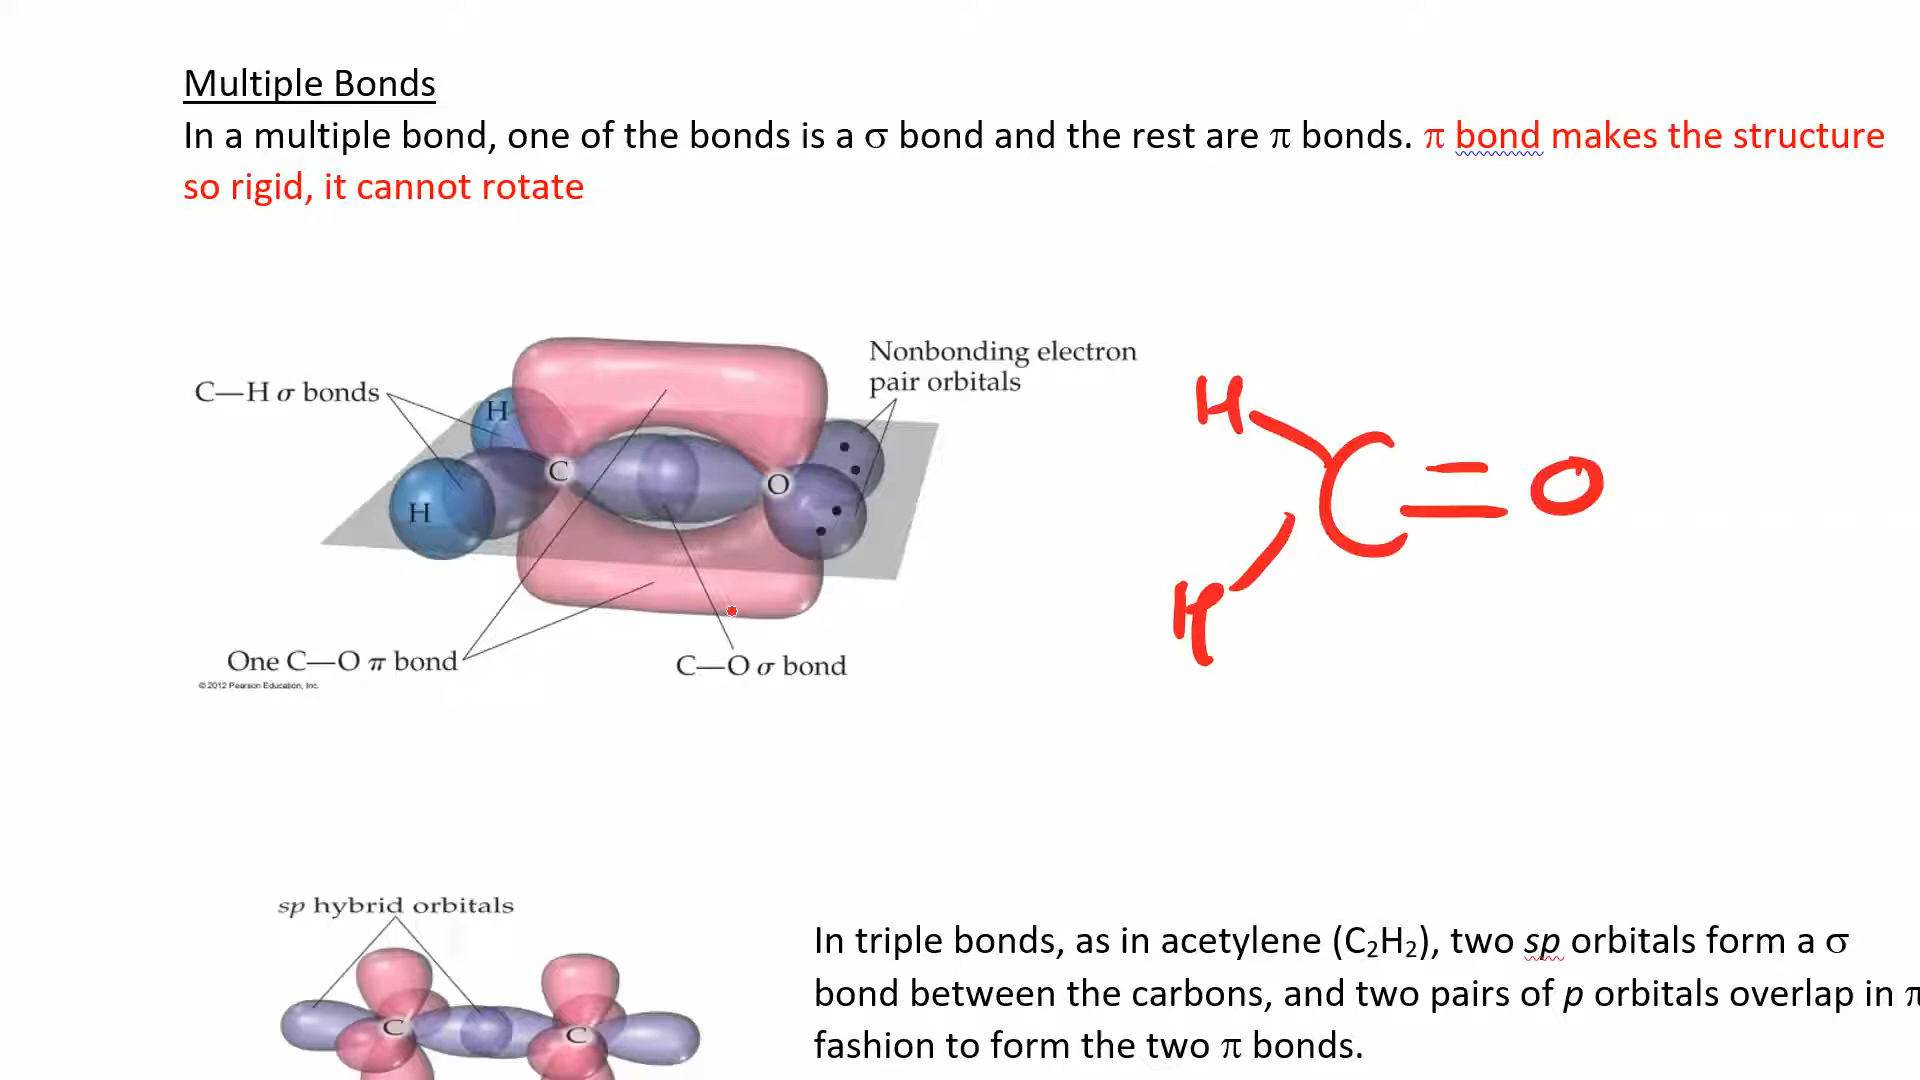 Multiple Bonds
In a multiple bond, one of the bonds is a σ bond and the rest are π bonds. π bond makes the structure
so rigid, it cannot rotate
Nonbonding electron
pair orbitals
C—H σ bonds
H
H
C
O
H
C=O
H
One C—O π bond
C—O σ bond
© 2012 Pearson Education, Inc.
sp hybrid orbitals
C
C
In triple bonds, as in acetylene (C₂H₂), two sp orbitals form a σ
bond between the carbons, and two pairs of p orbitals overlap in π
fashion to form the two π bonds.